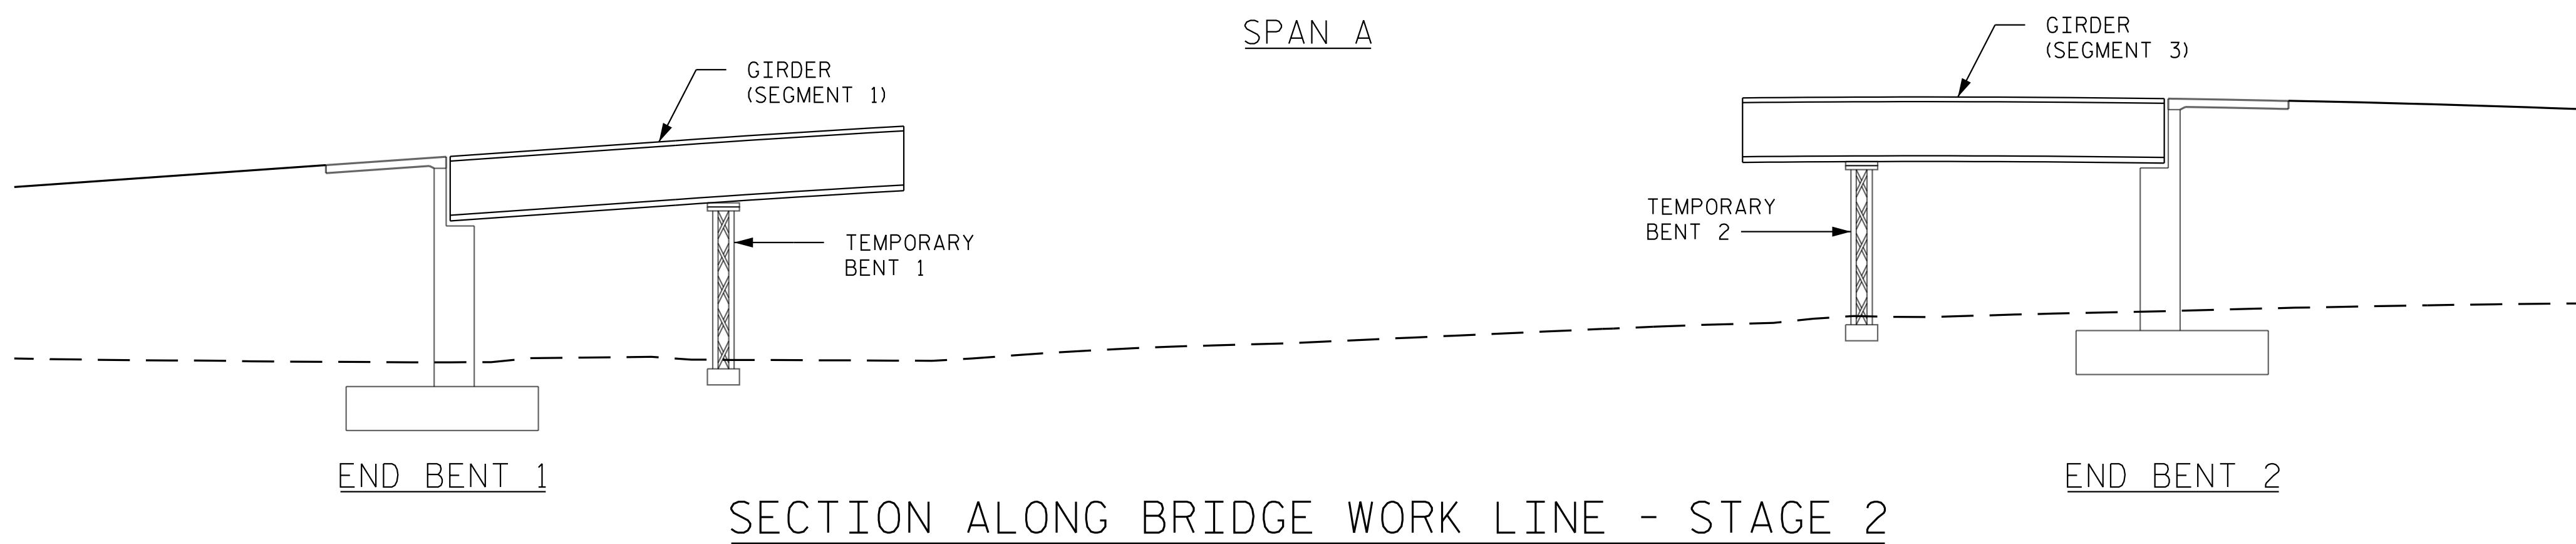 SPAN A
GIRDER
(SEGMENT 3)
GIRDER
(SEGMENT 1)
TEMPORARY
BENT 2
TEMPORARY
BENT 1
END BENT 1
END BENT 2
SECTION ALONG BRIDGE WORK LINE - STAGE 2